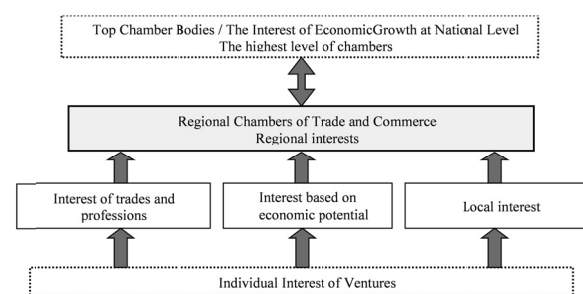 Top Chamber Bodies / The Interest of EconomicGrowth at National Level
The highest level of chambers
Regional Chambers of Trade and Commerce
Regional interests
Interest of trades and
professions
Interest based on
economic potential
Local interest
Individual Interest of Ventures